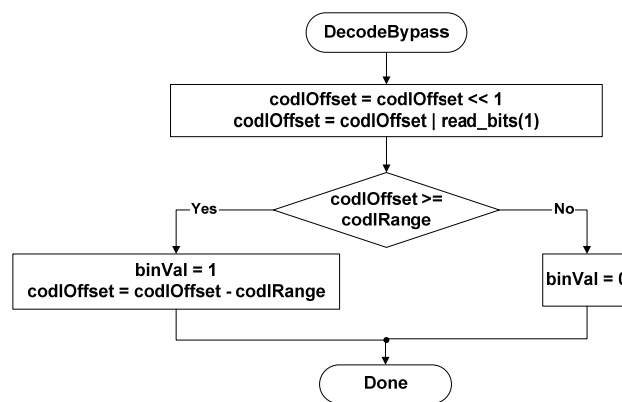 DecodeBypass
codIOffset = codIOffset << 1
codIOffset = codIOffset | read_bits(1)
codIOffset >=
codIRange
Yes
No
binVal = 1
codIOffset = codIOffset - codIRange
binVal = 0
Done